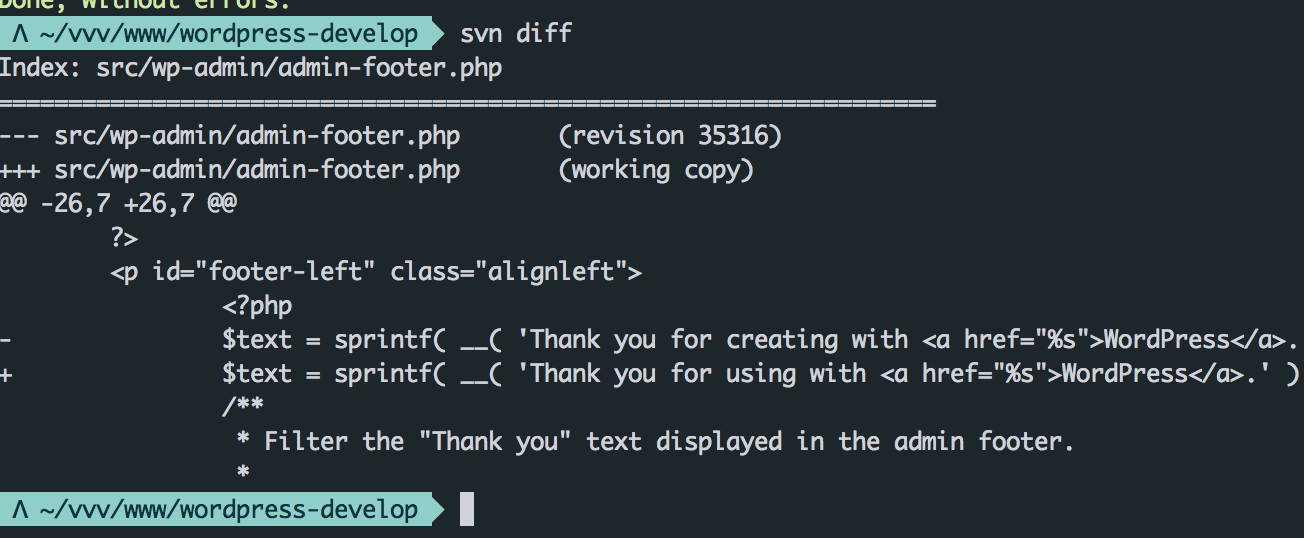 Done, without errors.
Λ ~/vvv/www/wordpress-develop svn diff
Index: src/wp-admin/admin-footer.php
===================================================================
--- src/wp-admin/admin-footer.php (revision 35316)
+++ src/wp-admin/admin-footer.php (working copy)
@@ -26,7 +26,7 @@
?>
<p id="footer-left" class="alignleft">
<?php
- $text = sprintf( __( 'Thank you for creating with <a href="%s">WordPress</a>.
+ $text = sprintf( __( 'Thank you for using with <a href="%s">WordPress</a>.' )
/**
* Filter the "Thank you" text displayed in the admin footer.
*
Λ ~/vvv/www/wordpress-develop